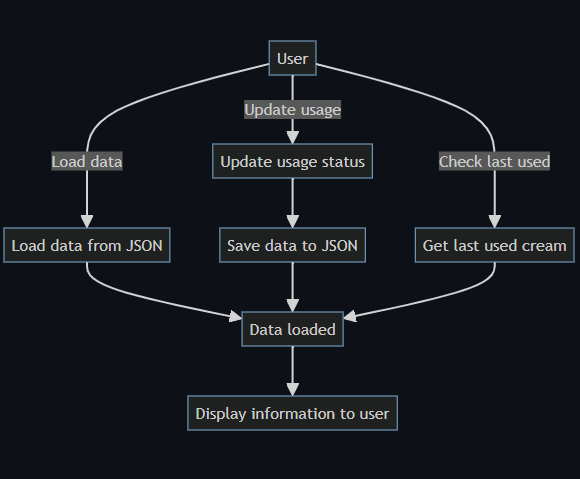 User
Update usage
Load data
Update usage status
Check last used
Load data from JSON
Save data to JSON
Get last used cream
Data loaded
Display information to user